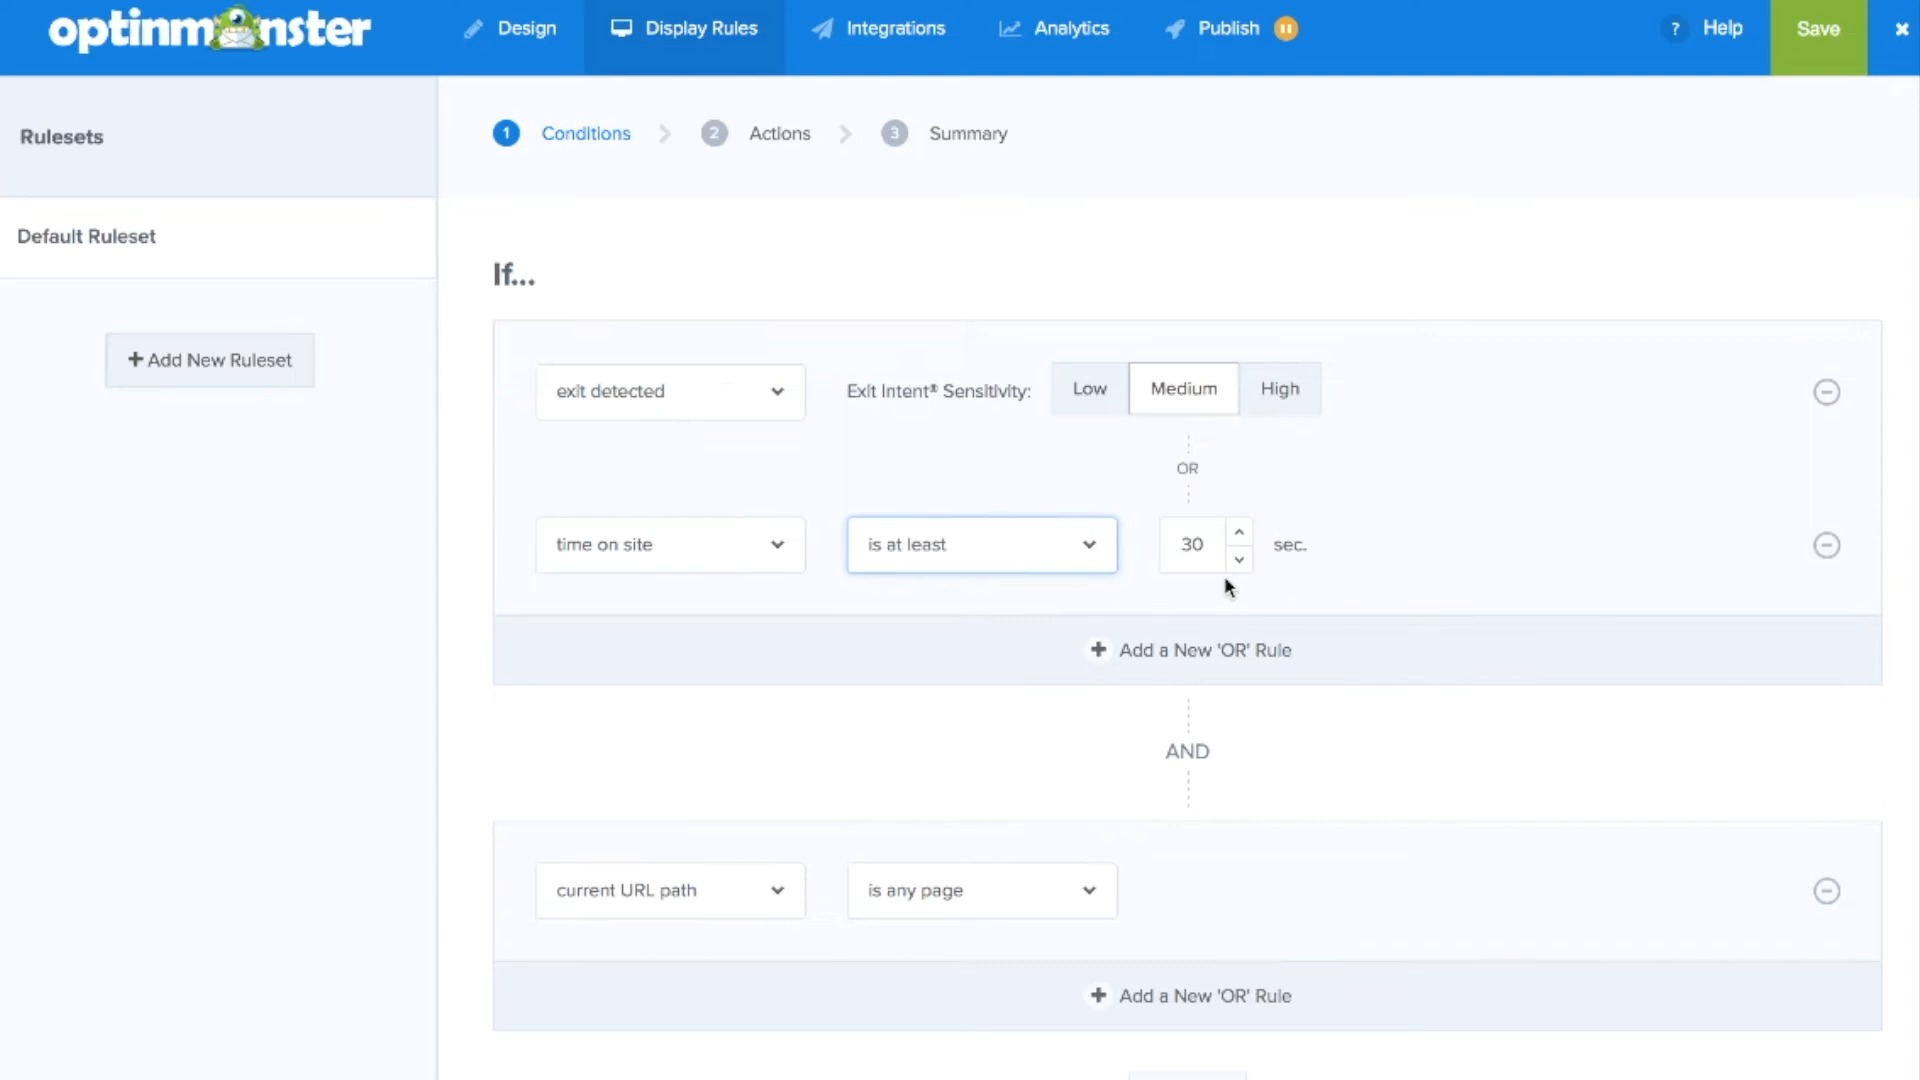 optinmonster
Design
Display Rules
Integrations
Analytics
Publish
? Help
Save
Rulesets
1 Conditions
2 Actions
3 Summary
Default Ruleset
+ Add New Ruleset
If...
exit detected
Exit Intent® Sensitivity:
Low
Medium
High
OR
time on site
is at least
30
sec.
+ Add a New 'OR' Rule
AND
current URL path
is any page
+ Add a New 'OR' Rule